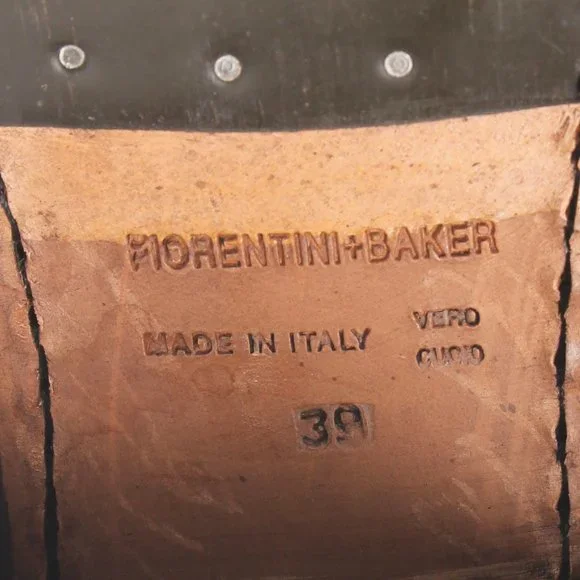 FIORENTINI+BAKER
MADE IN ITALY
VERO
CUOIO
39